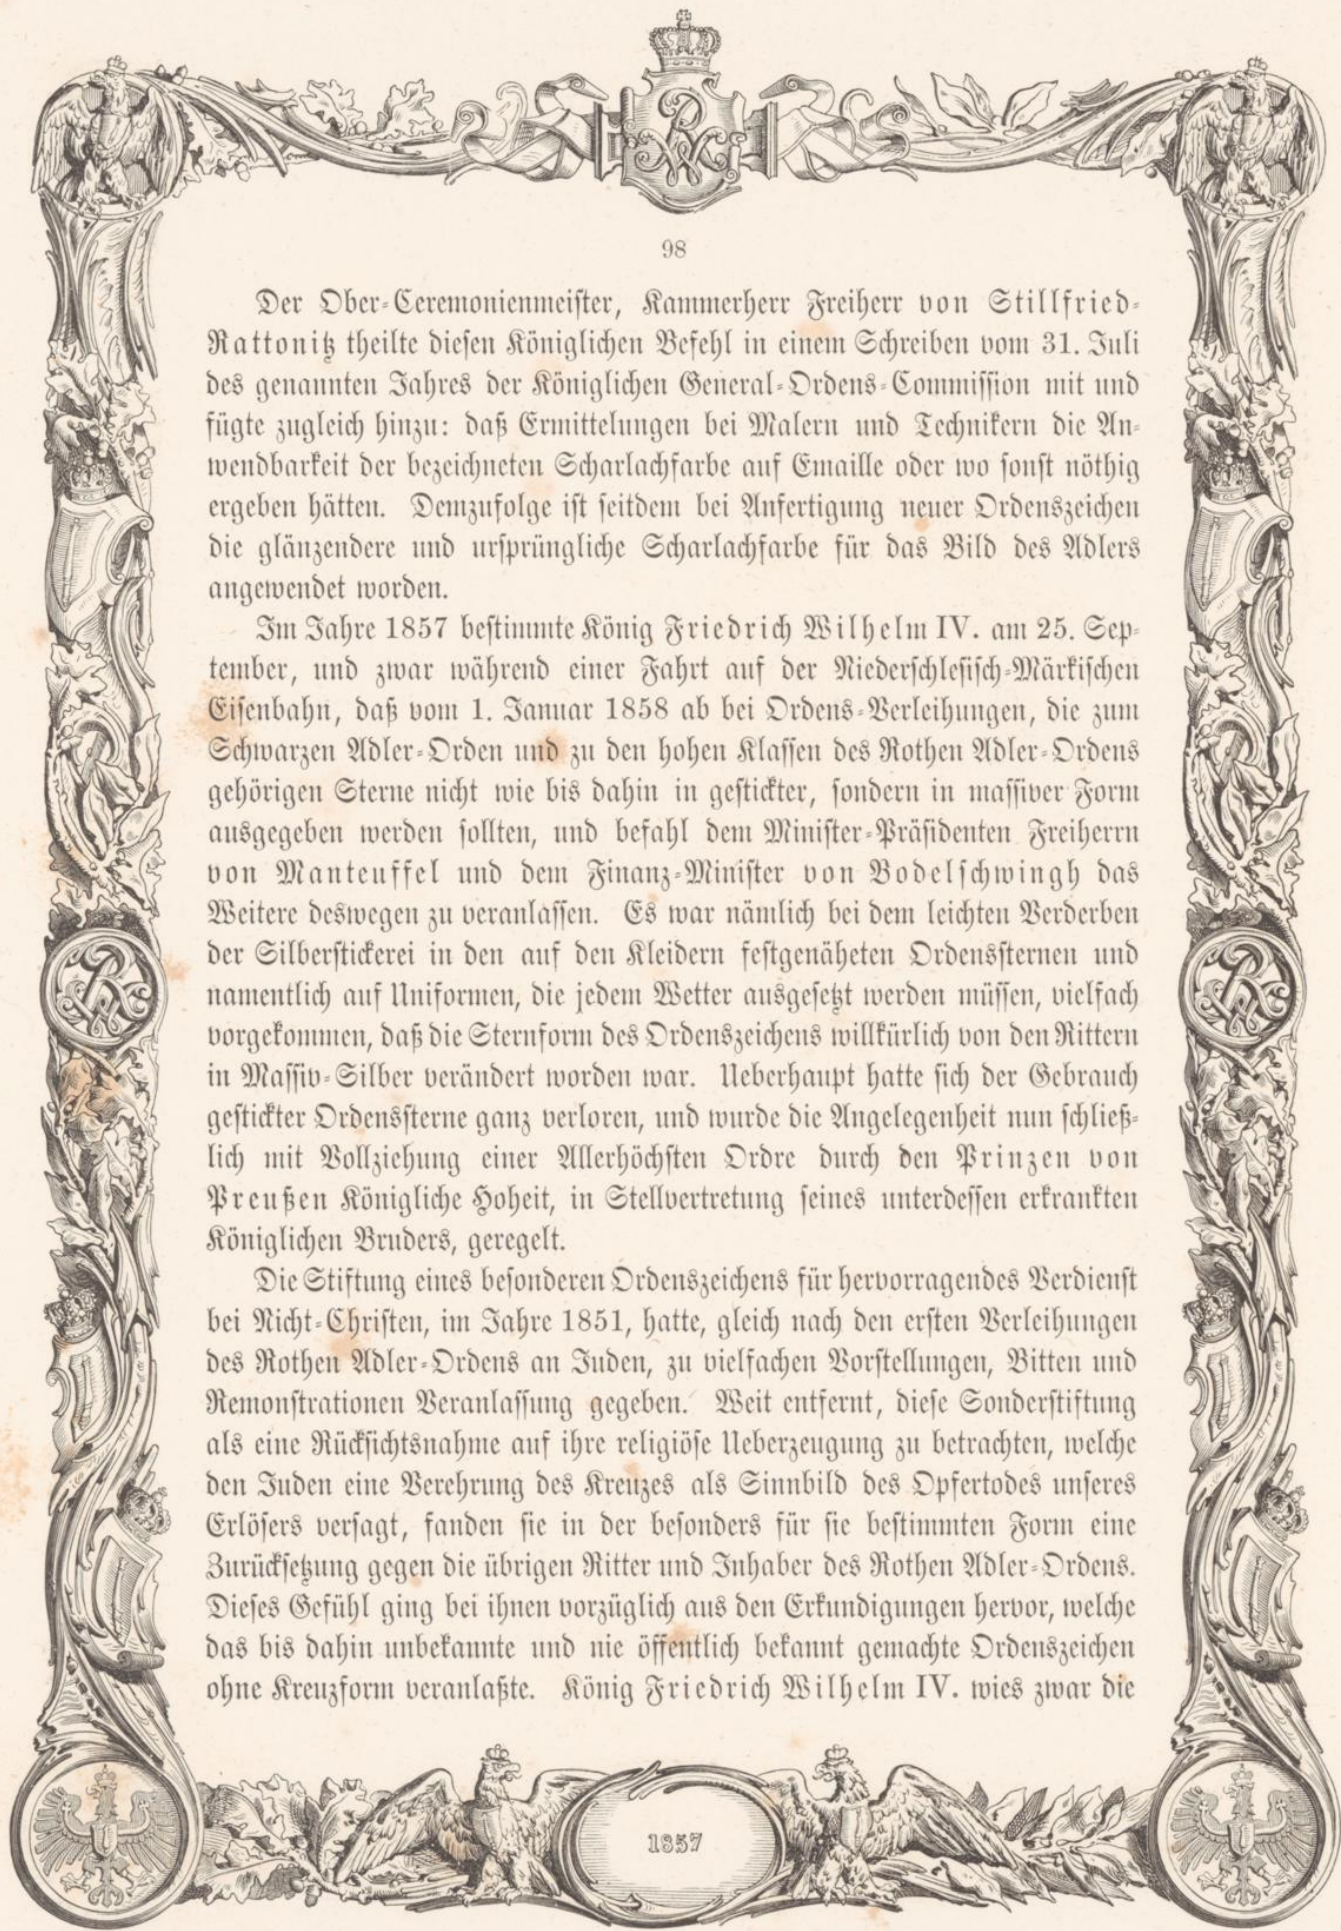 98
Der Ober-Ceremonienmeister, Kammerherr Freiherr von Stillfried-
Rattonitz theilte diesen Königlichen Befehl in einem Schreiben vom 31. Juli
des genannten Jahres der Königlichen General-Ordens-Commission mit und
fügte zugleich hinzu: daß Ermittelungen bei Malern und Technikern die An-
wendbarkeit der bezeichneten Scharlachfarbe auf Emaille oder wo sonst nöthig
ergeben hätten. Demzufolge ist seitdem bei Anfertigung neuer Ordenszeichen
die glänzendere und ursprüngliche Scharlachfarbe für das Bild des Adlers
angewendet worden.
Im Jahre 1857 bestimmte König Friedrich Wilhelm IV. am 25. Sep-
tember, und zwar während einer Fahrt auf der Niederschlesisch-Märkischen
Eisenbahn, daß vom 1. Januar 1858 ab bei Ordens-Verleihungen, die zum
Schwarzen Adler-Orden und zu den hohen Klassen des Rothen Adler-Ordens
gehörigen Sterne nicht wie bis dahin in gestickter, sondern in massiver Form
ausgegeben werden sollten, und befahl dem Minister-Präsidenten Freiherrn
von Manteuffel und dem Finanz-Minister von Bodelschwingh das
Weitere deswegen zu veranlassen. Es war nämlich bei dem leichten Verderben
der Silberstickerei in den auf den Kleidern festgenäheten Ordenssternen und
namentlich auf Uniformen, die jedem Wetter ausgesetzt werden müssen, vielfach
vorgekommen, daß die Sternform des Ordenszeichens willkürlich von den Rittern
in Massiv-Silber verändert worden war. Ueberhaupt hatte sich der Gebrauch
gestickter Ordenssterne ganz verloren, und wurde die Angelegenheit nun schließ-
lich mit Vollziehung einer Allerhöchsten Ordre durch den Prinzen von
Preußen Königliche Hoheit, in Stellvertretung seines unterdessen erkrankten
Königlichen Bruders, geregelt.
Die Stiftung eines besonderen Ordenszeichens für hervorragendes Verdienst
bei Nicht-Christen, im Jahre 1851, hatte, gleich nach den ersten Verleihungen
des Rothen Adler-Ordens an Juden, zu vielfachen Vorstellungen, Bitten und
Remonstrationen Veranlassung gegeben. Weit entfernt, diese Sonderstiftung
als eine Rücksichtsnahme auf ihre religiöse Ueberzeugung zu betrachten, welche
den Juden eine Verehrung des Kreuzes als Sinnbild des Opfertodes unseres
Erlösers versagt, fanden sie in der besonders für sie bestimmten Form eine
Zurücksetzung gegen die übrigen Ritter und Inhaber des Rothen Adler-Ordens.
Dieses Gefühl ging bei ihnen vorzüglich aus den Erkundigungen hervor, welche
das bis dahin unbekannte und nie öffentlich bekannt gemachte Ordenszeichen
ohne Kreuzform veranlaßte. König Friedrich Wilhelm IV. wies zwar die
1857